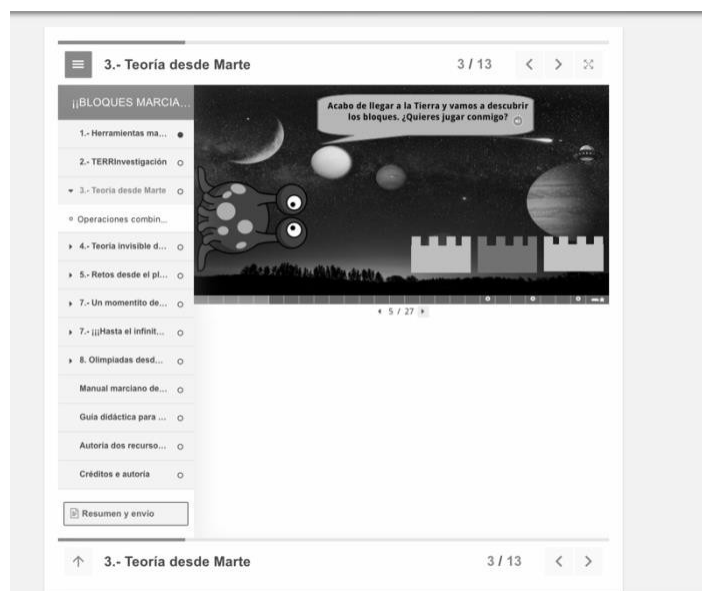 3.- Teoría desde Marte
3 / 13
¡¡BLOQUES MARCIA...
1.- Herramientas ma...
2.- TERRInvestigación
3.- Teoría desde Marte
Operaciones combin...
4.- Teoría invisible d...
5.- Retos desde el pl...
7.- Un momentito de...
7.- ¡¡¡Hasta el infinit...
8. Olimpiadas desd...
Manual marciano de...
Guía didáctica para ...
Autoría dos recurso...
Créditos e autoría
Resumen y envio
Acabo de llegar a la Tierra y vamos a descubrir
los bloques. ¿Quieres jugar conmigo?
5 / 27
3.- Teoría desde Marte
3 / 13